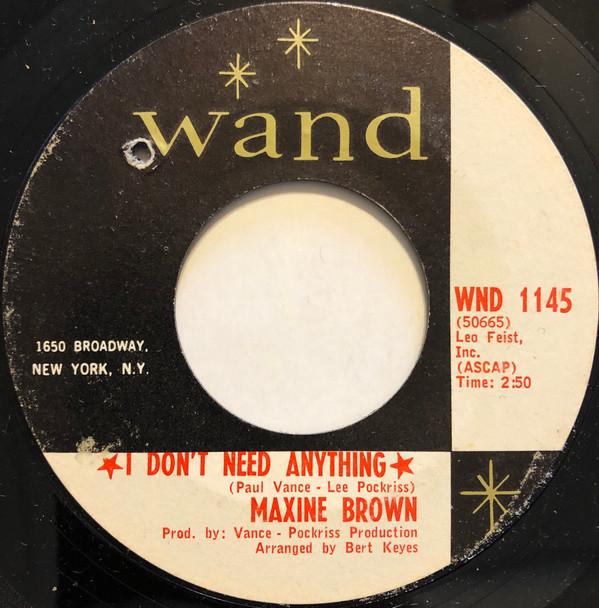 wand
WND 1145
(50665)
Leo Feist,
Inc.
(ASCAP)
Time: 2:50
1650 BROADWAY,
NEW YORK, N.Y.
★I DON'T NEED ANYTHING★
(Paul Vance - Lee Pockriss)
MAXINE BROWN
Prod. by: Vance - Pockriss Production
Arranged by Bert Keyes